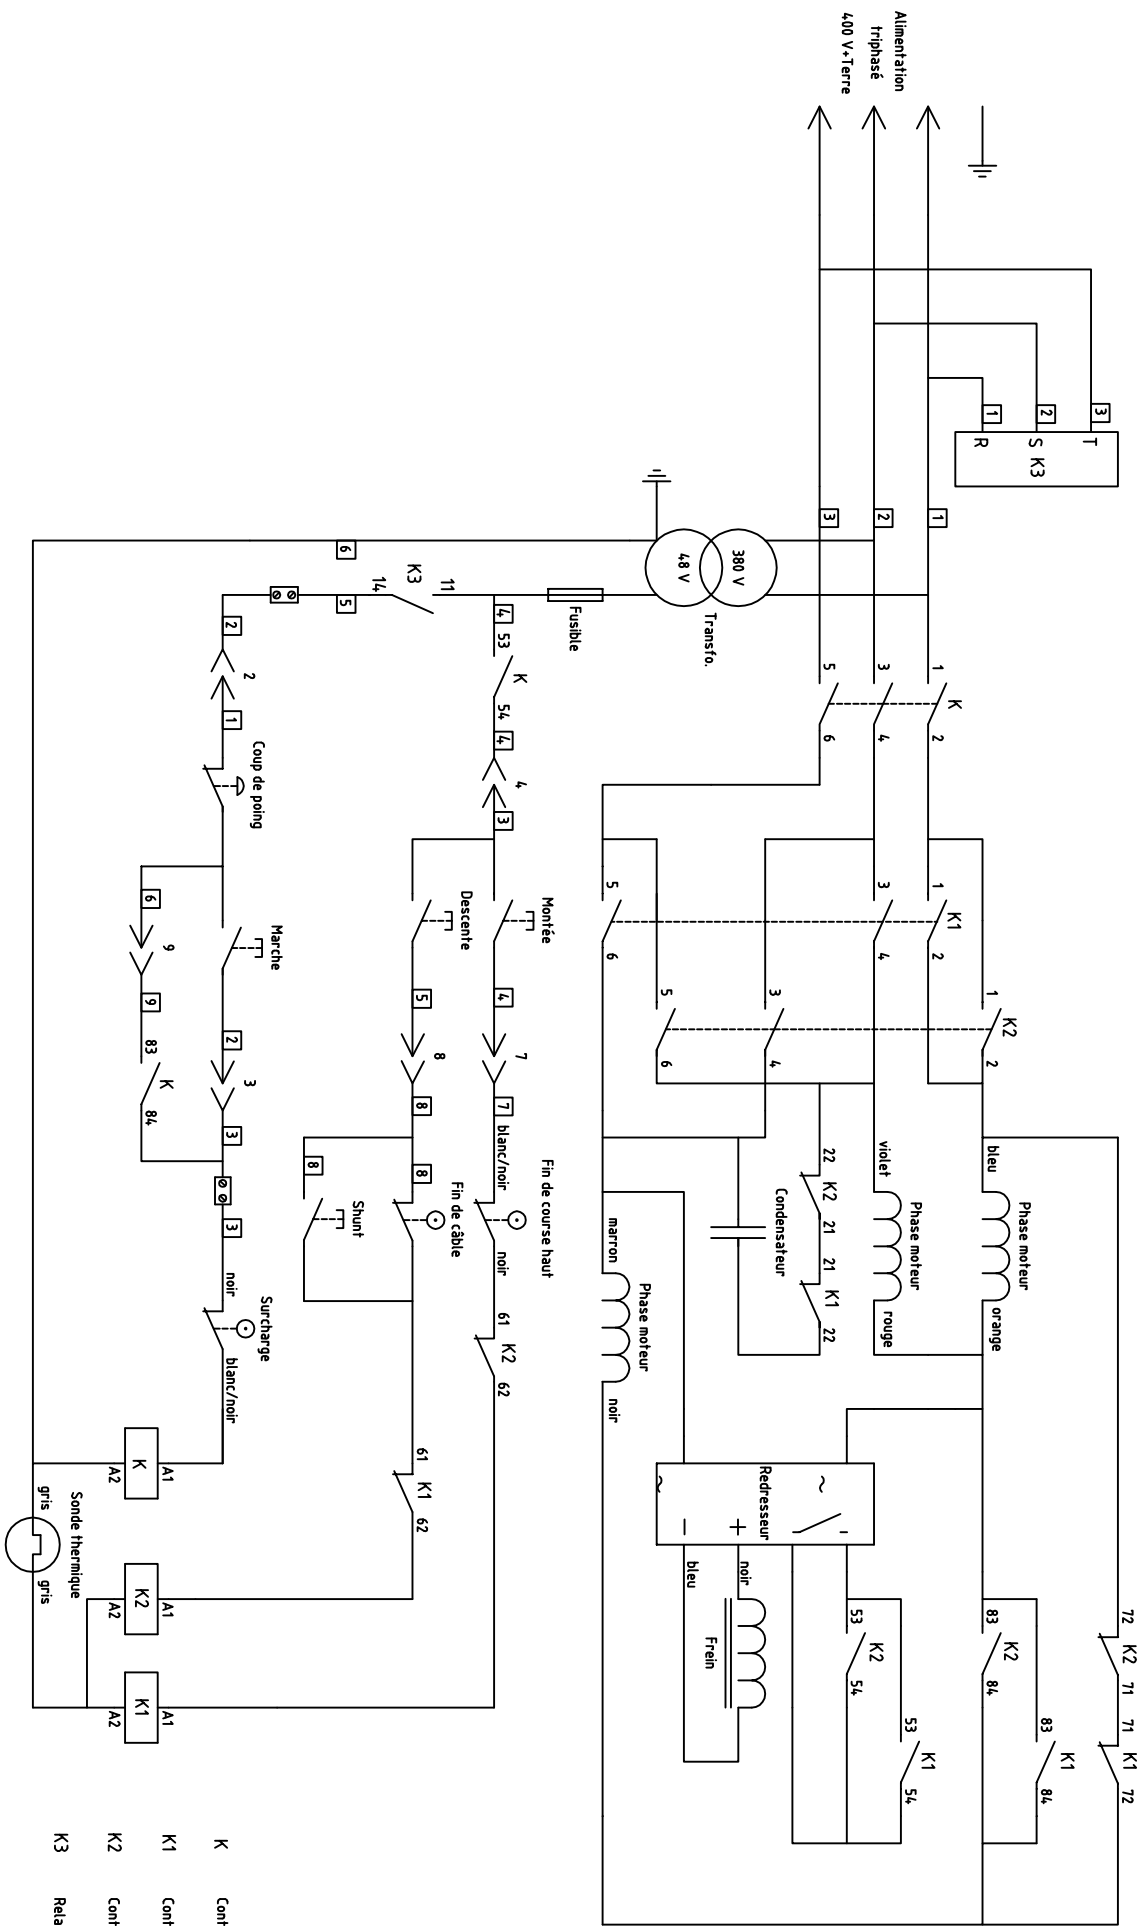 Alimentation
triphasé
400 V+Terre
3
2
1
T
S
R
K3
3
2
1
380 V
48 V
Transfo.
Fusible
6
5
14
K3
11
4
53
K
54
4
4
3
1
3
5
K
2
4
6
1
3
5
K1
2
4
6
1
3
5
K2
2
4
6
2
2
1
Coup de poing
Marche
6
9
9
83
K
84
2
3
3
3
noir
Surcharge
blanc/noir
Descente
Montée
5
8
8
8
8
Shunt
Fin de câble
4
7
7
blanc/noir
Fin de course haut
noir
61
K2
62
61
K1
62
22
K2
21
21
K1
22
Condensateur
bleu
Phase moteur
orange
violet
Phase moteur
rouge
marron
Phase moteur
noir
Redresseur
~
~
+
–
noir
bleu
Frein
53
K2
54
53
K1
54
83
K2
84
83
K1
84
72
K2
71
71
K1
72
K
A1
A2
gris
Sonde thermique
gris
K2
A1
A2
K1
A1
A2
K Cont
K1 Cont
K2 Cont
K3 Rela